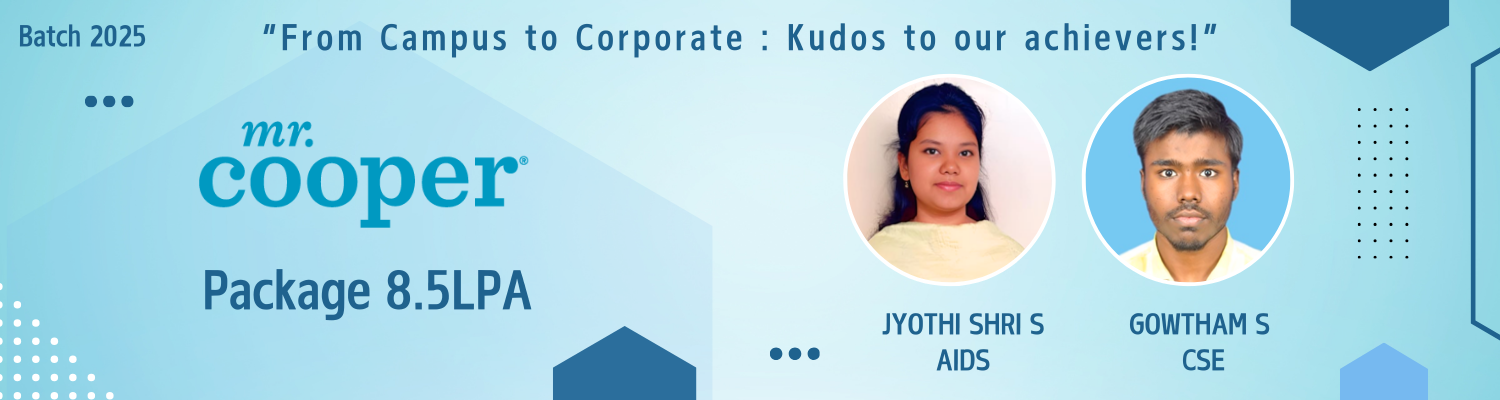 Batch 2025
"From Campus to Corporate : Kudos to our achievers!"
mr.
cooper®
Package 8.5LPA
JYOTHI SHRI S
AIDS
GOWTHAM S
CSE